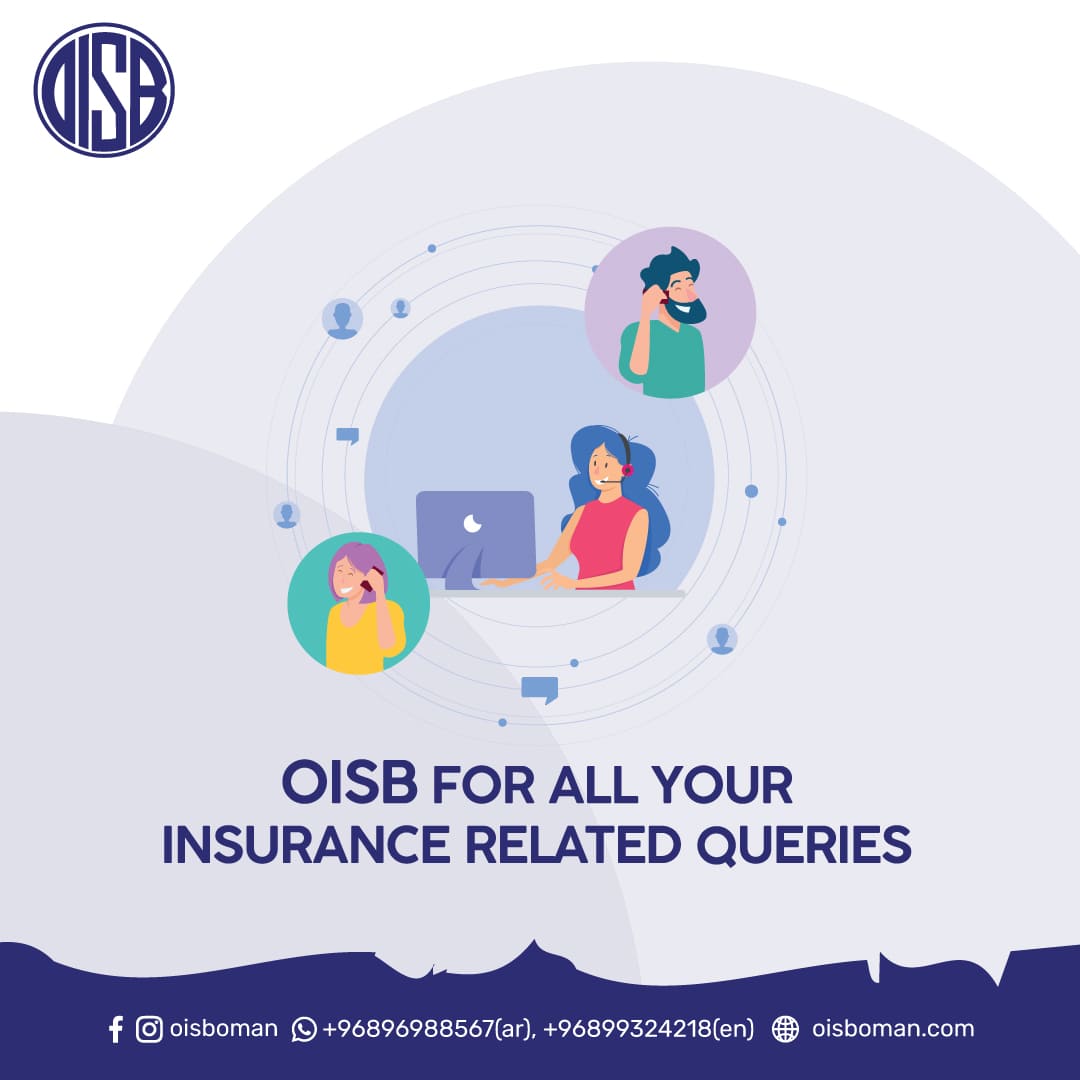 OISB
OISB FOR ALL YOUR
INSURANCE RELATED QUERIES
oisboman +96896988567(ar), +96899324218(en) oisboman.com